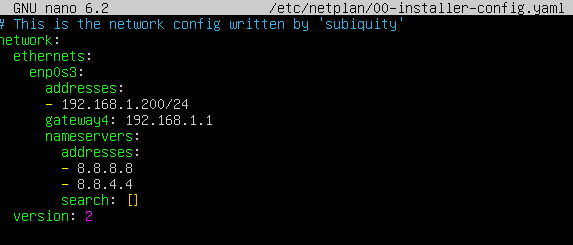 GNU nano 6.2 /etc/netplan/00-installer-config.yaml
# This is the network config written by 'subiquity'
network:
  ethernets:
    enp0s3:
      addresses:
      - 192.168.1.200/24
      gateway4: 192.168.1.1
      nameservers:
        addresses:
        - 8.8.8.8
        - 8.8.4.4
        search: []
  version: 2